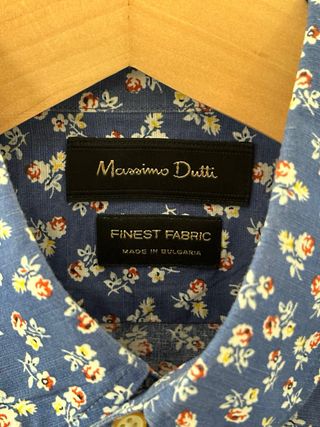 Massimo Dutti
FINEST FABRIC
MADE IN BULGARIA